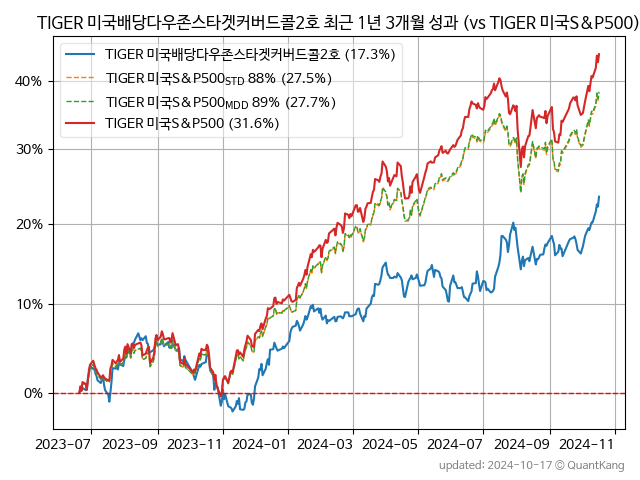 TIGER 미국배당다우존스타겟커버드콜2호 최근 1년 3개월 성과 (vs TIGER 미국S&P500)
TIGER 미국배당다우존스타겟커버드콜2호 (17.3%)
TIGER 미국S&P500STD 88% (27.5%)
TIGER 미국S&P500MDD 89% (27.7%)
TIGER 미국S&P500 (31.6%)
40%
30%
20%
10%
0%
2023-07 2023-09 2023-11 2024-01 2024-03 2024-05 2024-07 2024-09 2024-11
updated: 2024-10-17 © QuantKang